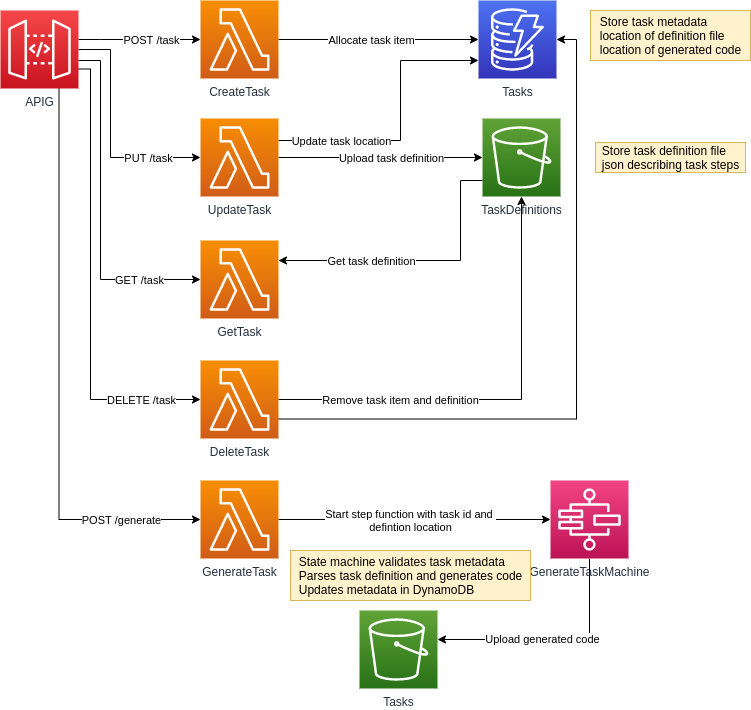 POST /task
Allocate task item
Store task metadata
location of definition file
location of generated code
APIG
CreateTask
Tasks
Update task location
PUT /task
Upload task definition
Store task definition file
json describing task steps
UpdateTask
TaskDefinitions
Get task definition
GET /task
GetTask
DELETE /task
Remove task item and definition
DeleteTask
POST /generate
Start step function with task id and
defintion location
GenerateTask
State machine validates task metadata
Parses task definition and generates code
Updates metadata in DynamoDB
GenerateTaskMachine
Upload generated code
Tasks